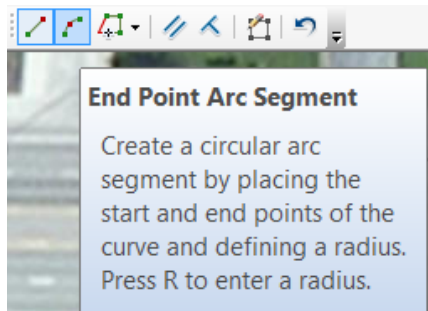 End Point Arc Segment
Create a circular arc
segment by placing the
start and end points of the
curve and defining a radius.
Press R to enter a radius.